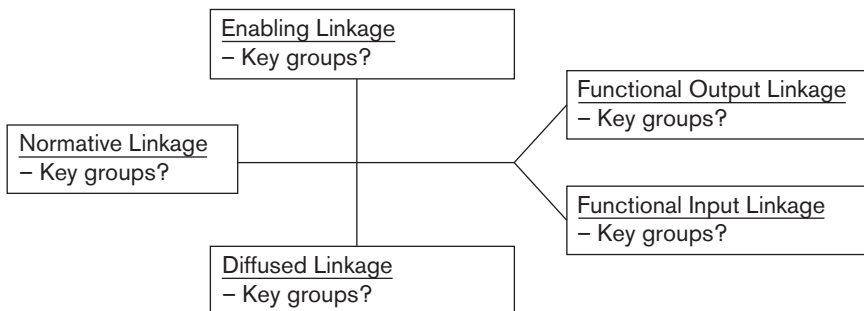 Enabling Linkage
– Key groups?
Functional Output Linkage
– Key groups?
Normative Linkage
– Key groups?
Functional Input Linkage
– Key groups?
Diffused Linkage
– Key groups?